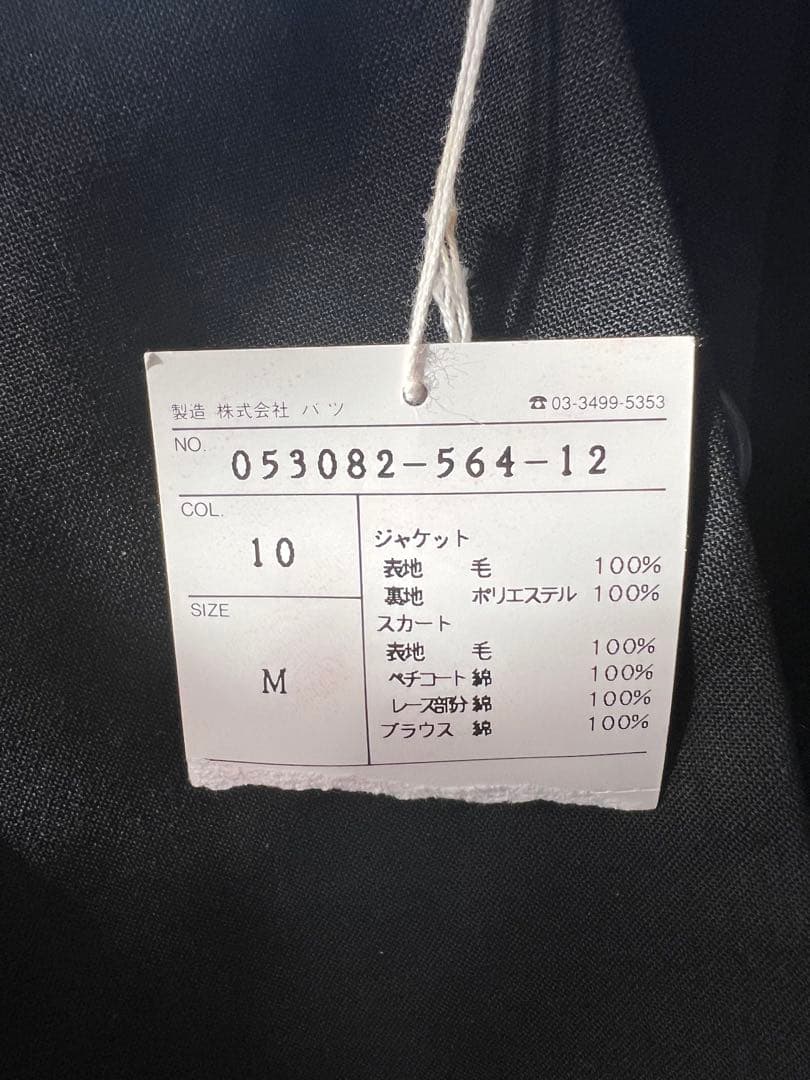 製造 株式会社 バツ ☎03-3499-5353
NO. 053082-564-12
COL. 10
SIZE M
ジャケット
表地 毛 100%
裏地 ポリエステル 100%
スカート
表地 毛 100%
ペチコート 綿 100%
レース部分 綿 100%
ブラウス 綿 100%